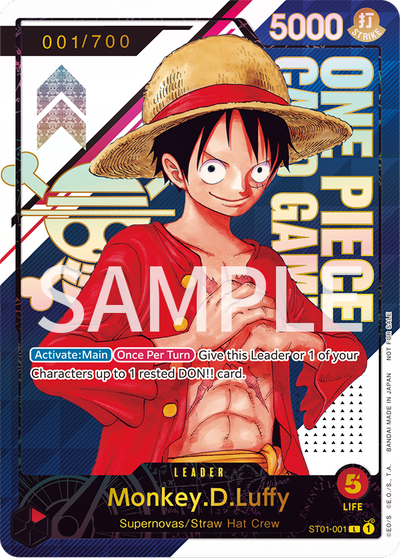 001/700
5000
打
STRIKE
ONE PIECE
CARD GAME
SAMPLE
Activate:Main Once Per Turn Give this Leader or 1 of your
Characters up to 1 rested DON!! card.
LEADER
Monkey.D.Luffy
Supernovas/Straw Hat Crew
5
LIFE
ST01-001 L 1
©E.O/S ©E.O./S., T.A. BANDAI MADE IN JAPAN NOT FOR SALE